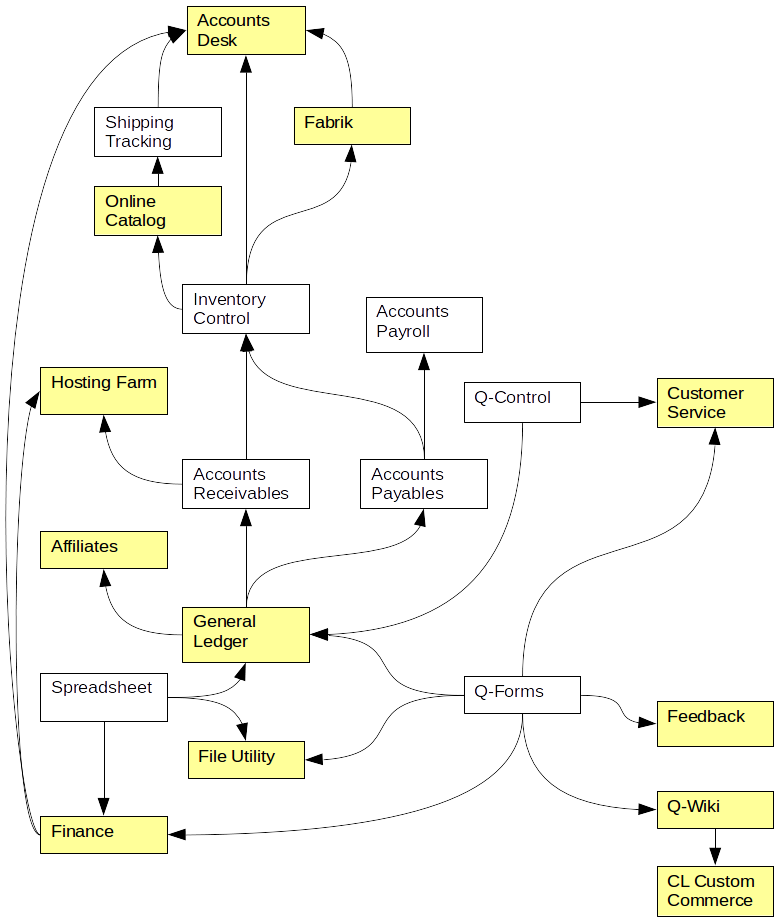 Accounts
Desk
Shipping
Tracking
Fabrik
Online
Catalog
Inventory
Control
Accounts
Payroll
Hosting Farm
Q-Control
Customer
Service
Accounts
Receivables
Accounts
Payables
Affiliates
General
Ledger
Spreadsheet
Q-Forms
Feedback
File Utility
Q-Wiki
Finance
CL Custom
Commerce